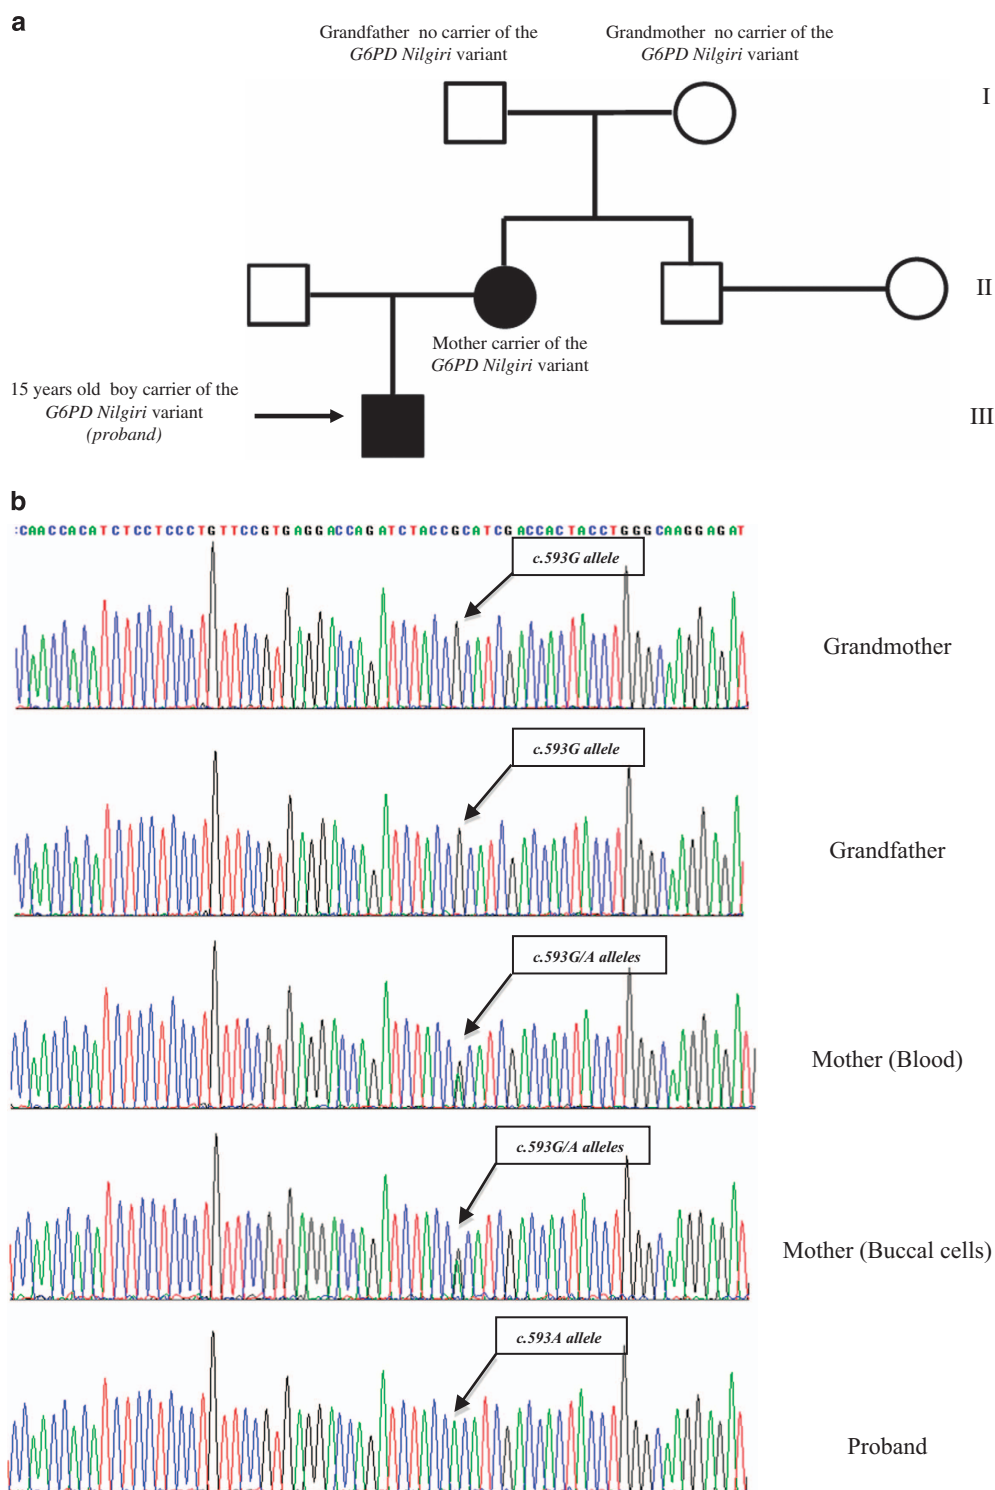 a
Grandfather no carrier of the
G6PD Nilgiri variant
Grandmother no carrier of the
G6PD Nilgiri variant
I
II
Mother carrier of the
G6PD Nilgiri variant
15 years old boy carrier of the
G6PD Nilgiri variant
(proband)
III
b
:CAACCACATCTCCTCCCTGTTCCGTGAGGACCAGATCTACCGCATCGACCACTACCTGGGCAAGGAGAT
c.593G allele
Grandmother
c.593G allele
Grandfather
c.593G/A alleles
Mother (Blood)
c.593G/A alleles
Mother (Buccal cells)
c.593A allele
Proband